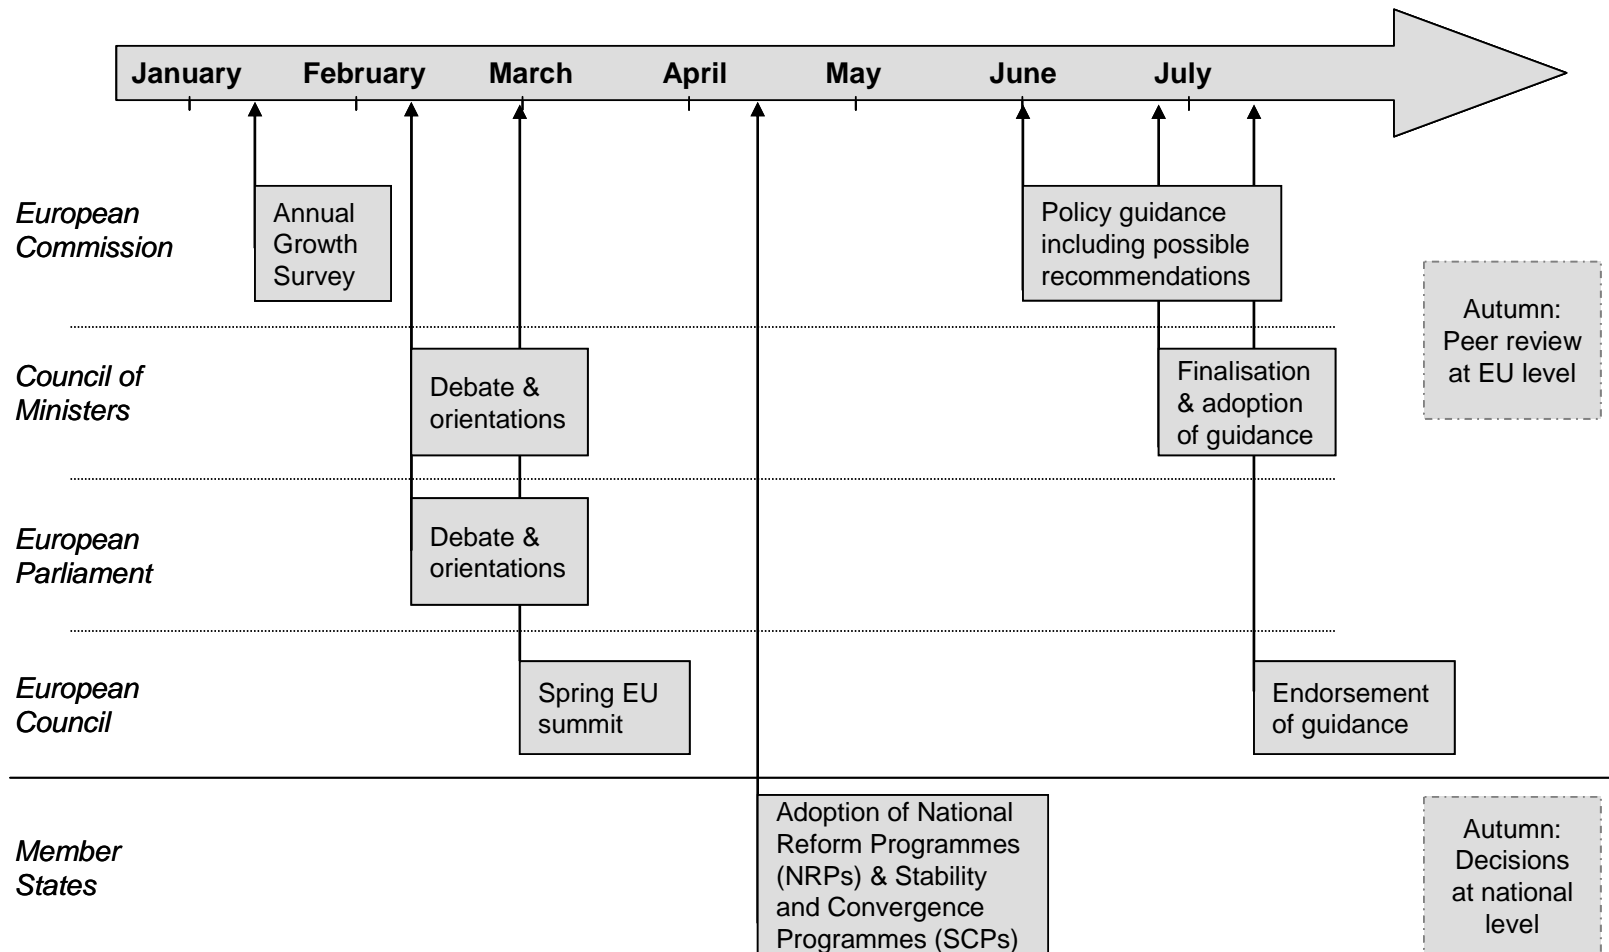 January February March April May June July
European
Commission
Annual
Growth
Survey
Policy guidance
including possible
recommendations
Autumn:
Peer review
at EU level
Council of
Ministers
Debate &
orientations
Finalisation
& adoption
of guidance
European
Parliament
Debate &
orientations
European
Council
Spring EU
summit
Endorsement
of guidance
Member
States
Adoption of National
Reform Programmes
(NRPs) & Stability
and Convergence
Programmes (SCPs)
Autumn:
Decisions
at national
level